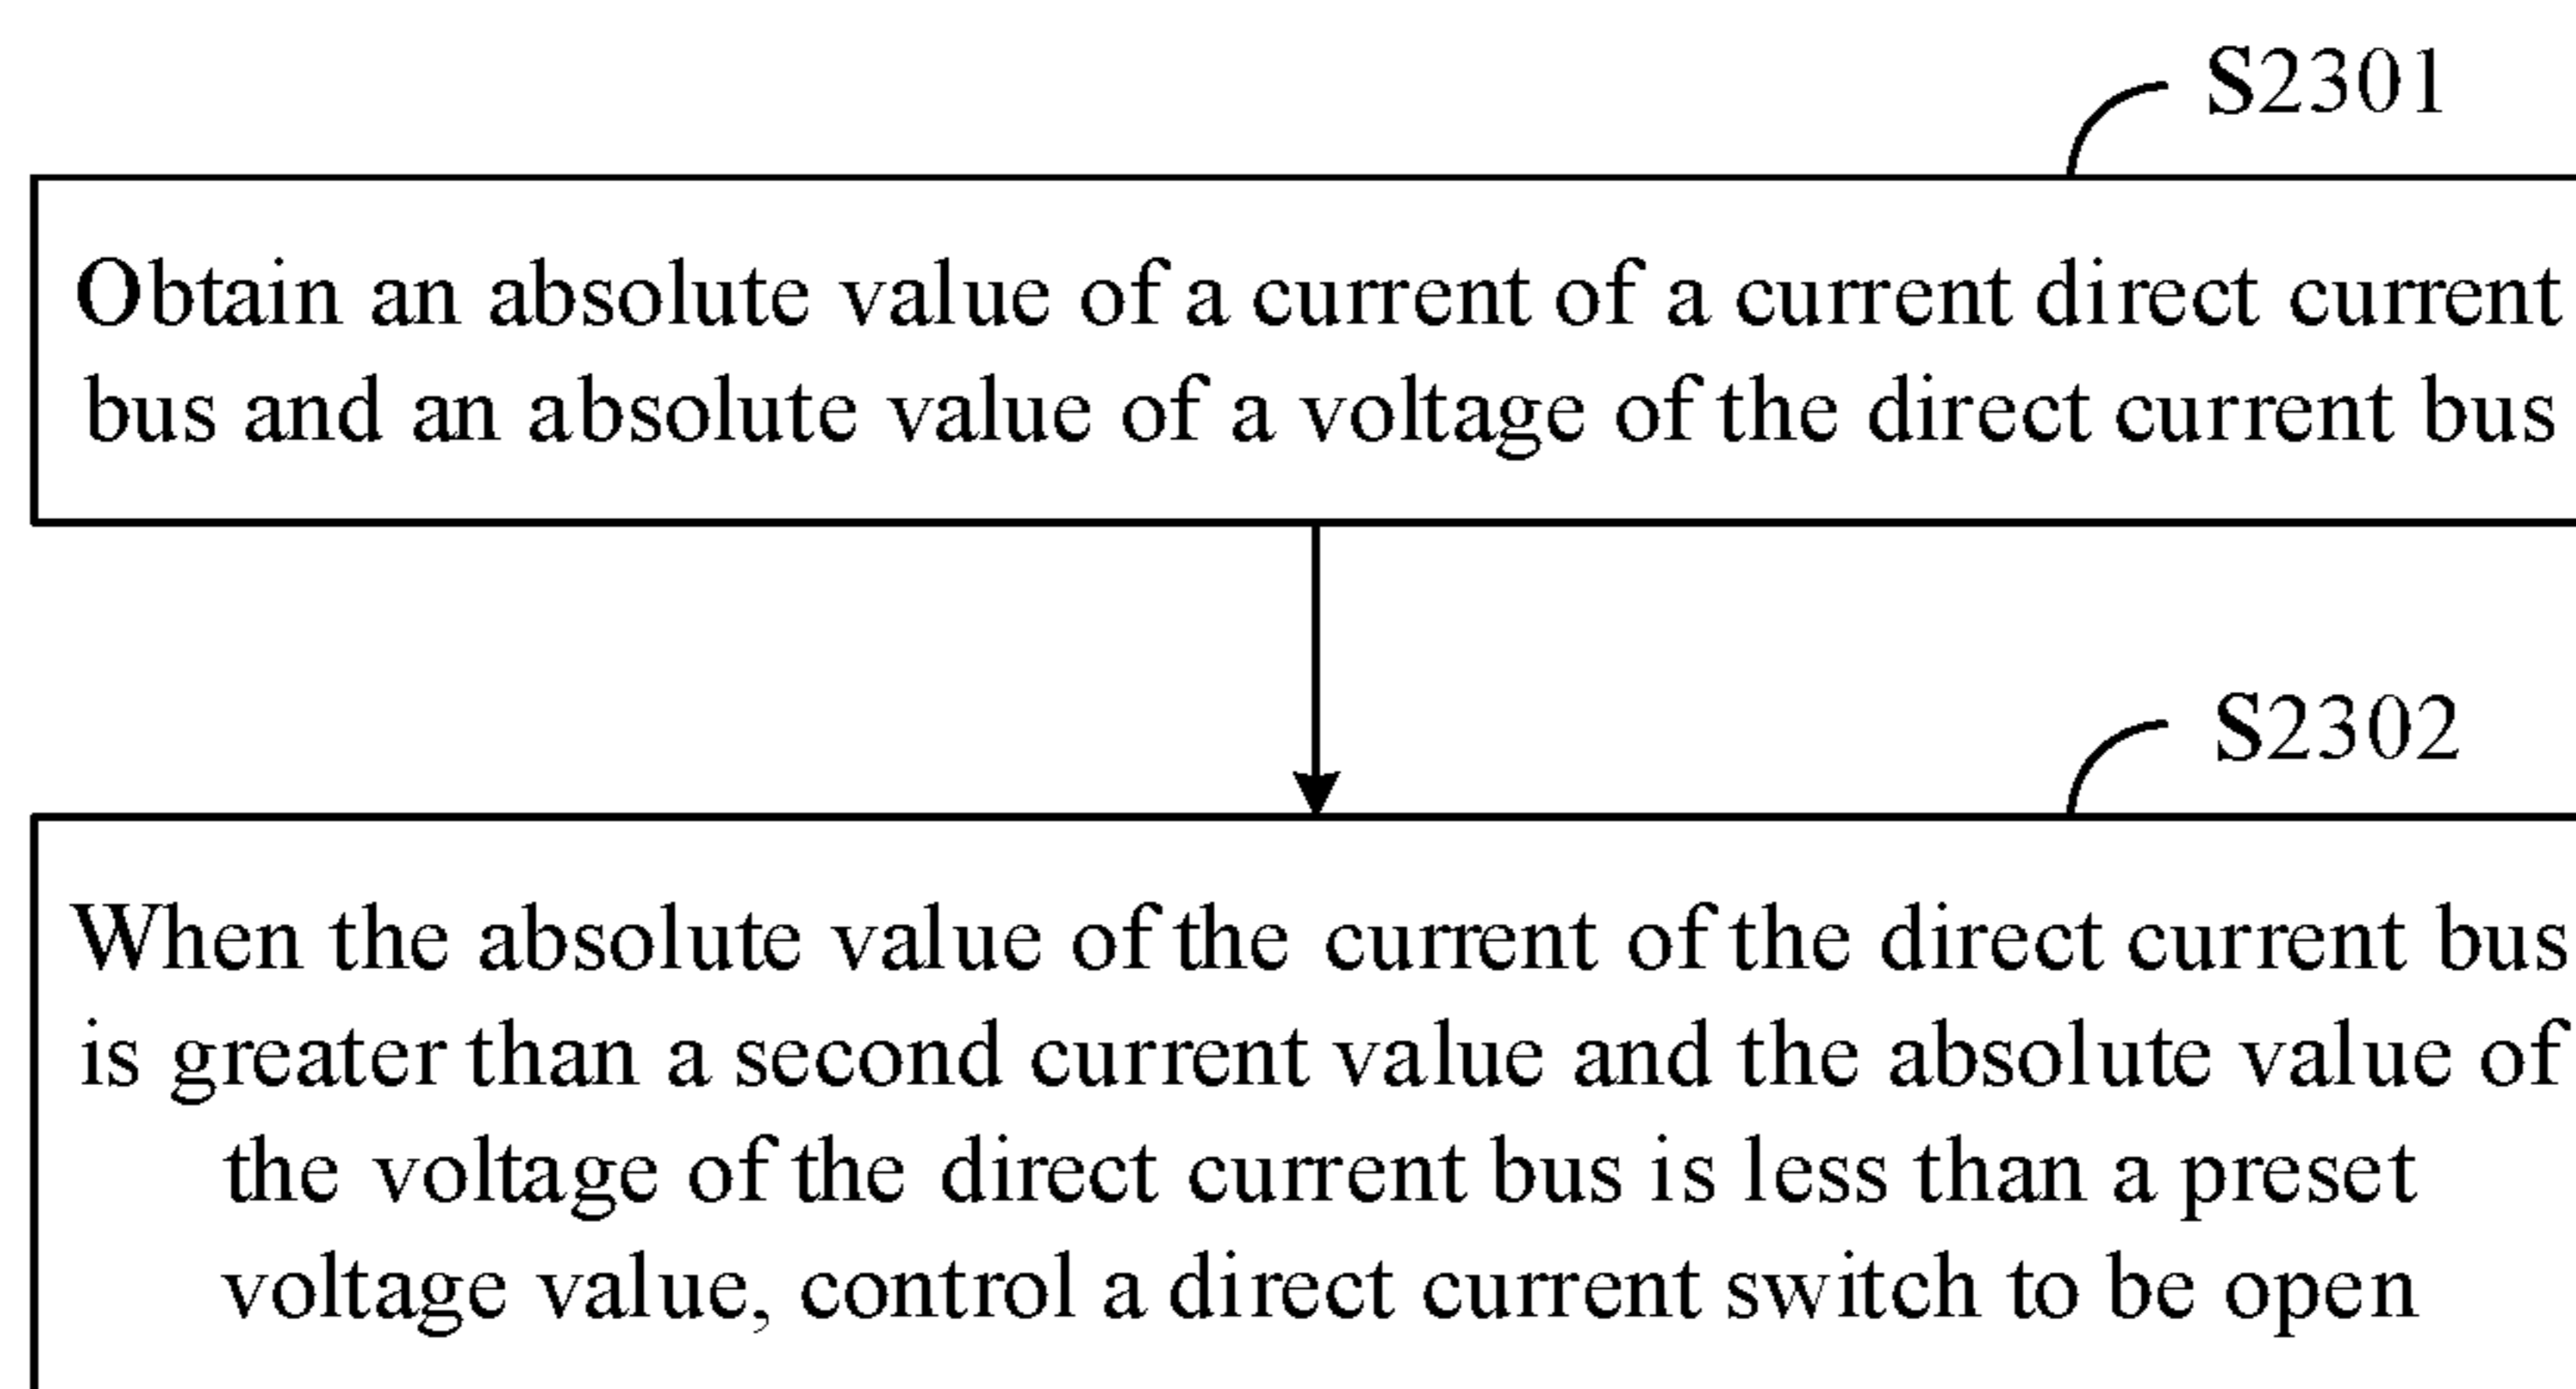 S2301
Obtain an absolute value of a current of a current direct current
bus and an absolute value of a voltage of the direct current bus
S2302
When the absolute value of the current of the direct current bus
is greater than a second current value and the absolute value of
the voltage of the direct current bus is less than a preset
voltage value, control a direct current switch to be open